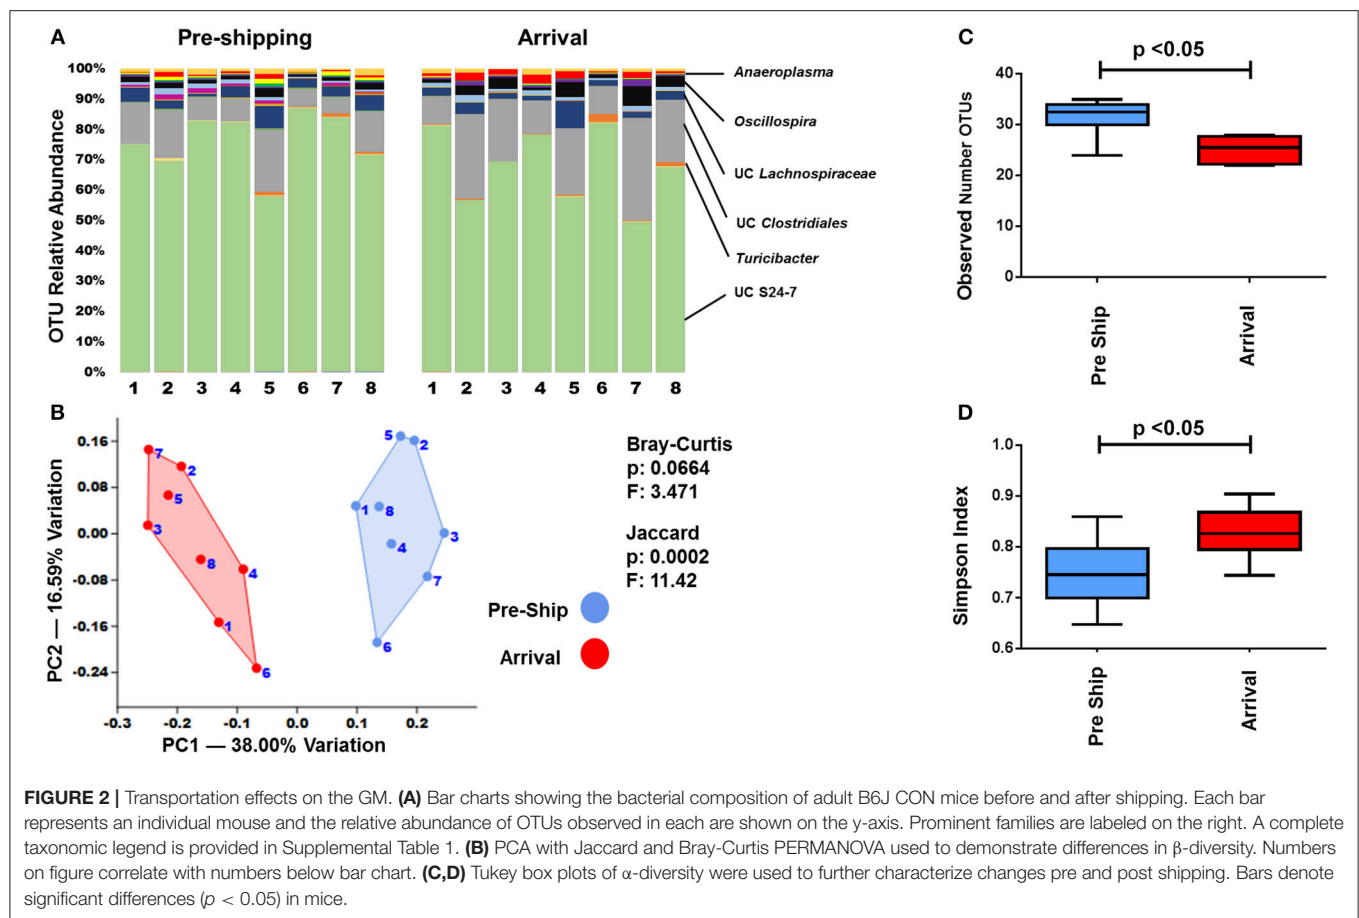 A
Pre-shipping
Arrival
OTU Relative Abundance
100%
90%
80%
70%
60%
50%
40%
30%
20%
10%
0%
1 2 3 4 5 6 7 8
1 2 3 4 5 6 7 8
Anaeroplasma
Oscillospira
UC Lachnospiraceae
UC Clostridiales
Turicibacter
UC S24-7
B
PC2 — 16.59% Variation
0.16
0.08
0.00
-0.08
-0.16
-0.24
-0.3 -0.2 -0.1 0.0 0.1 0.2
PC1 — 38.00% Variation
7
2
5
3
8
4
1
6
5
2
1
8
3
4
7
6
Bray-Curtis
p: 0.0664
F: 3.471
Jaccard
p: 0.0002
F: 11.42
Pre-Ship
Arrival
C
p <0.05
Observed Number OTUs
40
30
20
10
0
Pre Ship
Arrival
D
p <0.05
Simpson Index
1.0
0.9
0.8
0.7
0.6
Pre Ship
Arrival
FIGURE 2 | Transportation effects on the GM. (A) Bar charts showing the bacterial composition of adult B6J CON mice before and after shipping. Each bar
represents an individual mouse and the relative abundance of OTUs observed in each are shown on the y-axis. Prominent families are labeled on the right. A complete
taxonomic legend is provided in Supplemental Table 1. (B) PCA with Jaccard and Bray-Curtis PERMANOVA used to demonstrate differences in β-diversity. Numbers
on figure correlate with numbers below bar chart. (C,D) Tukey box plots of α-diversity were used to further characterize changes pre and post shipping. Bars denote
significant differences (p < 0.05) in mice.